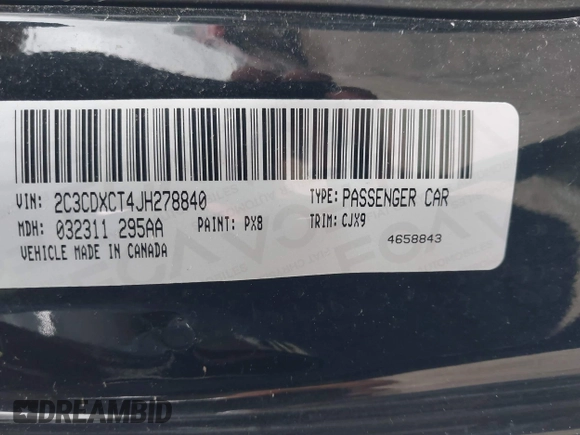 VIN: 2C3CDXCT4JH278840 TYPE: PASSENGER CAR
MDH: 032311 295AA PAINT: PX8 TRIM: CJX9
VEHICLE MADE IN CANADA 4658843
DREAMBID